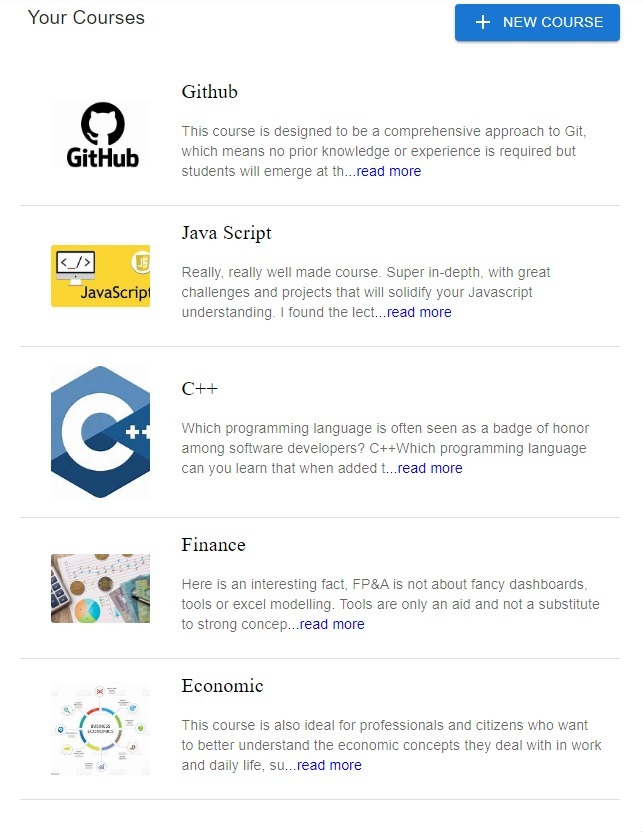 Your Courses
+ NEW COURSE
Github
GitHub
This course is designed to be a comprehensive approach to Git,
which means no prior knowledge or experience is required but
students will emerge at th...read more
Java Script
<_/>
JS
JavaScript
Really, really well made course. Super in-depth, with great
challenges and projects that will solidify your Javascript
understanding. I found the lect...read more
C++
C++
Which programming language is often seen as a badge of honor
among software developers? C++Which programming language
can you learn that when added t...read more
Finance
Here is an interesting fact, FP&A is not about fancy dashboards,
tools or excel modelling. Tools are only an aid and not a substitute
to strong concep...read more
Economic
BUSINESS
ECONOMICS
This course is also ideal for professionals and citizens who want
to better understand the economic concepts they deal with in work
and daily life, su...read more